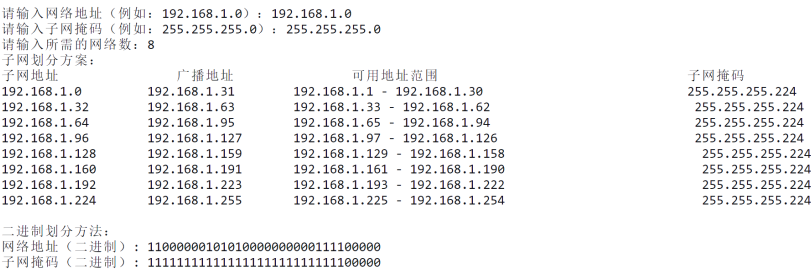 请输入网络地址（例如：192.168.1.0）：192.168.1.0
请输入子网掩码（例如：255.255.255.0）：255.255.255.0
请输入所需的网络数：8
子网划分方案：
子网地址 广播地址 可用地址范围 子网掩码
192.168.1.0 192.168.1.31 192.168.1.1 - 192.168.1.30 255.255.255.224
192.168.1.32 192.168.1.63 192.168.1.33 - 192.168.1.62 255.255.255.224
192.168.1.64 192.168.1.95 192.168.1.65 - 192.168.1.94 255.255.255.224
192.168.1.96 192.168.1.127 192.168.1.97 - 192.168.1.126 255.255.255.224
192.168.1.128 192.168.1.159 192.168.1.129 - 192.168.1.158 255.255.255.224
192.168.1.160 192.168.1.191 192.168.1.161 - 192.168.1.190 255.255.255.224
192.168.1.192 192.168.1.223 192.168.1.193 - 192.168.1.222 255.255.255.224
192.168.1.224 192.168.1.255 192.168.1.225 - 192.168.1.254 255.255.255.224
二进制划分方法：
网络地址（二进制）: 11000000101010000000000111100000
子网掩码（二进制）: 11111111111111111111111111100000